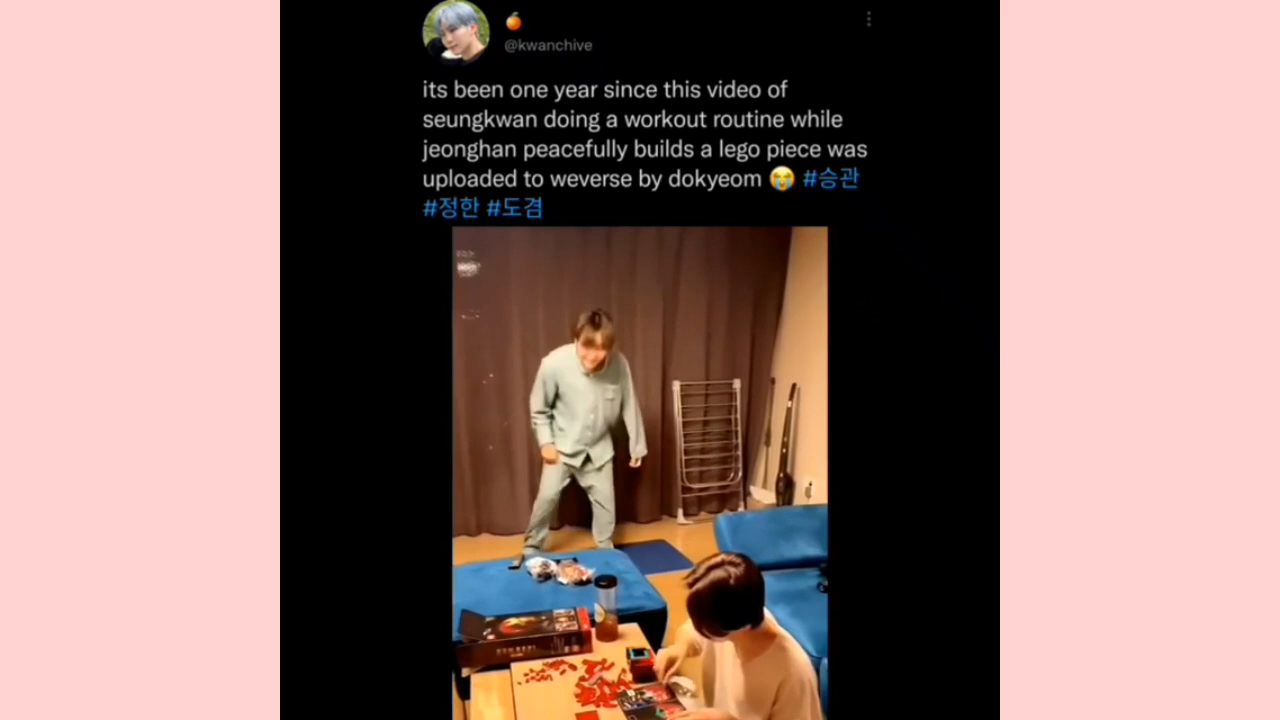 @kwanchive
its been one year since this video of
seungkwan doing a workout routine while
jeonghan peacefully builds a lego piece was
uploaded to weverse by dokyeom 😭 #승관
#정한 #도겸